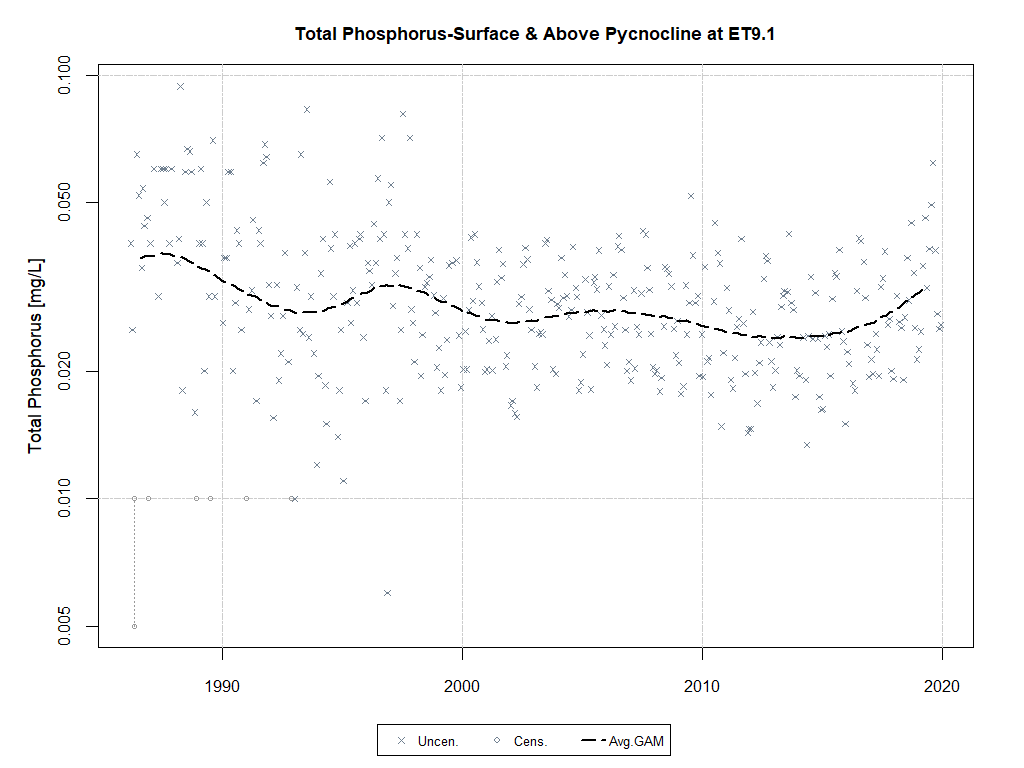 Total Phosphorus-Surface & Above Pycnocline at ET9.1
Total Phosphorus [mg/L]
0.100
0.050
0.020
0.010
0.005
1990 2000 2010 2020
Uncen. Cens. Avg.GAM